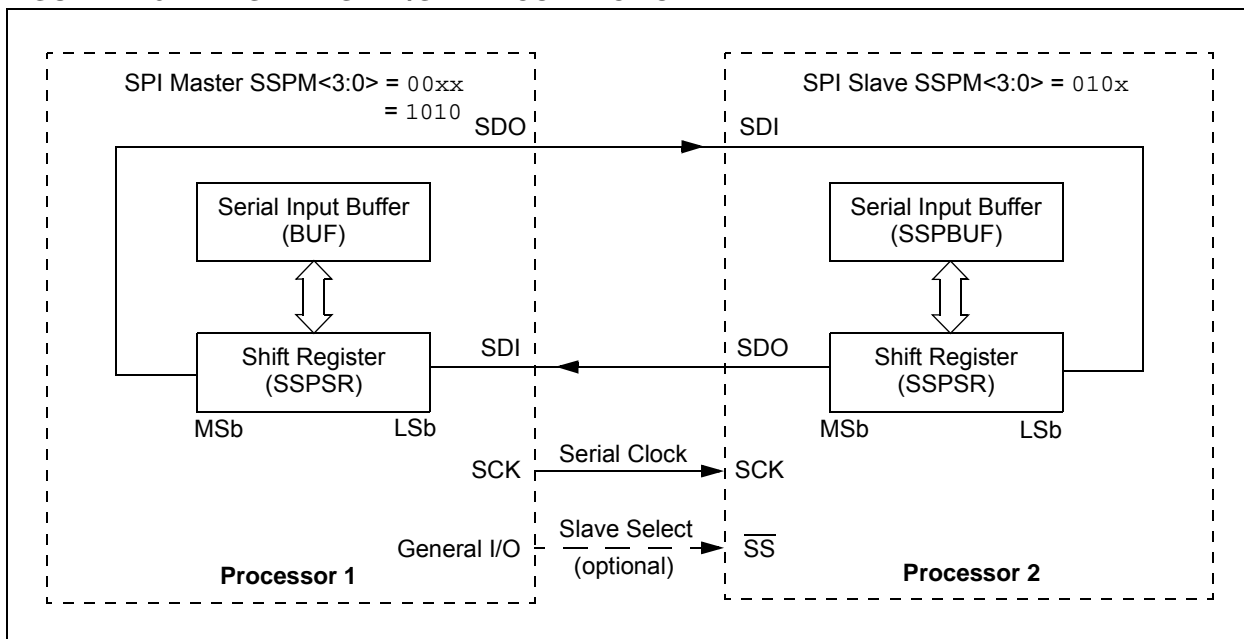 SPI Master SSPM<3:0> = 00xx
= 1010
SPI Slave SSPM<3:0> = 010x
SDO
SDI
Serial Input Buffer
(BUF)
Serial Input Buffer
(SSPBUF)
SDI
SDO
Shift Register
(SSPSR)
Shift Register
(SSPSR)
MSb
LSb
MSb
LSb
Serial Clock
SCK
SCK
Slave Select
General I/O
SS
(optional)
Processor 1
Processor 2